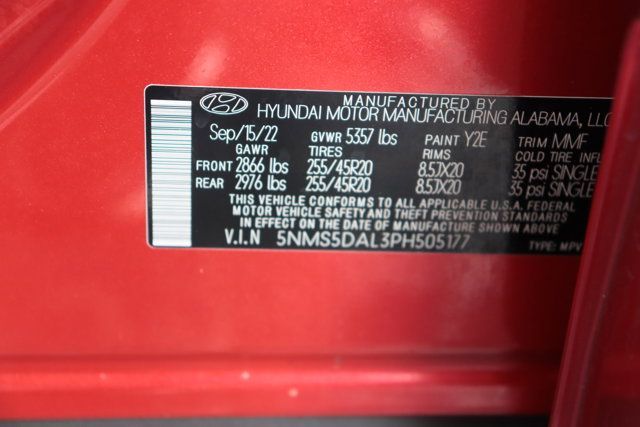 MANUFACTURED BY
HYUNDAI MOTOR MANUFACTURING ALABAMA, LLC
Sep/15/22 GVWR 5357 lbs PAINT Y2E TRIM MMF
GAWR TIRES RIMS COLD TIRE INFL
FRONT 2866 lbs 255/45R20 8.5JX20 35 psi SINGLE
REAR 2976 lbs 255/45R20 8.5JX20 35 psi SINGLE
THIS VEHICLE CONFORMS TO ALL APPLICABLE U.S.A. FEDERAL
MOTOR VEHICLE SAFETY AND THEFT PREVENTION STANDARDS
IN EFFECT ON THE DATE OF MANUFACTURE SHOWN ABOVE.
V.I.N 5NMS5DAL3PH505177 TYPE: MPV